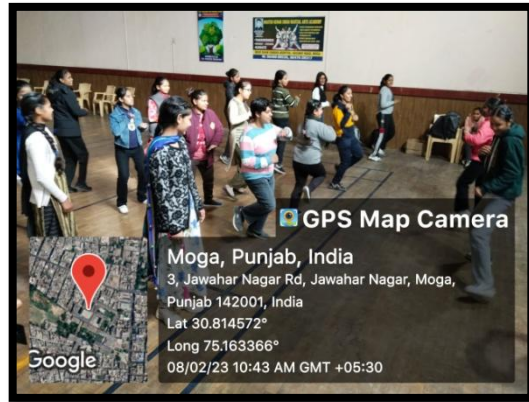 GPS Map Camera
Moga, Punjab, India
3, Jawahar Nagar Rd, Jawahar Nagar, Moga,
Punjab 142001, India
Lat 30.814572°
Long 75.163366°
08/02/23 10:43 AM GMT +05:30
Google